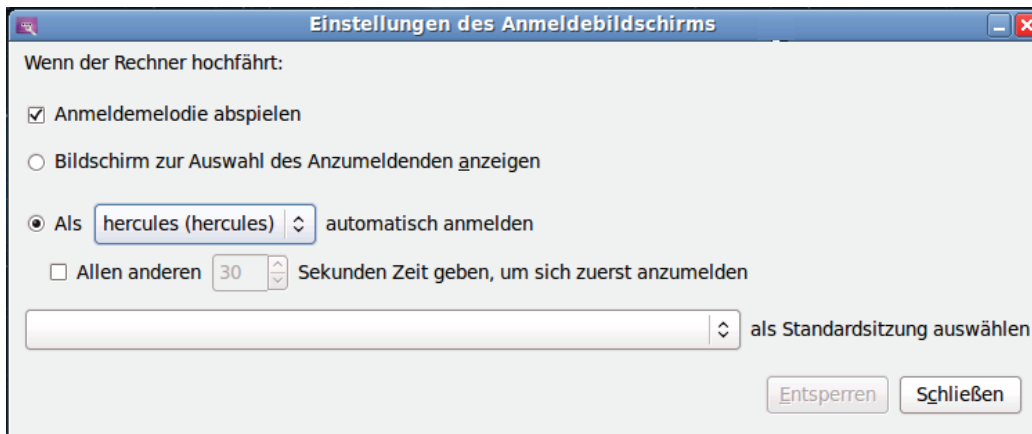 Einstellungen des Anmeldebildschirms
Wenn der Rechner hochfährt:
Anmeldemelodie abspielen
Bildschirm zur Auswahl des Anzumeldenden anzeigen
Als hercules (hercules) automatisch anmelden
Allen anderen 30 Sekunden Zeit geben, um sich zuerst anzumelden
als Standardsitzung auswählen
Entsperren Schließen